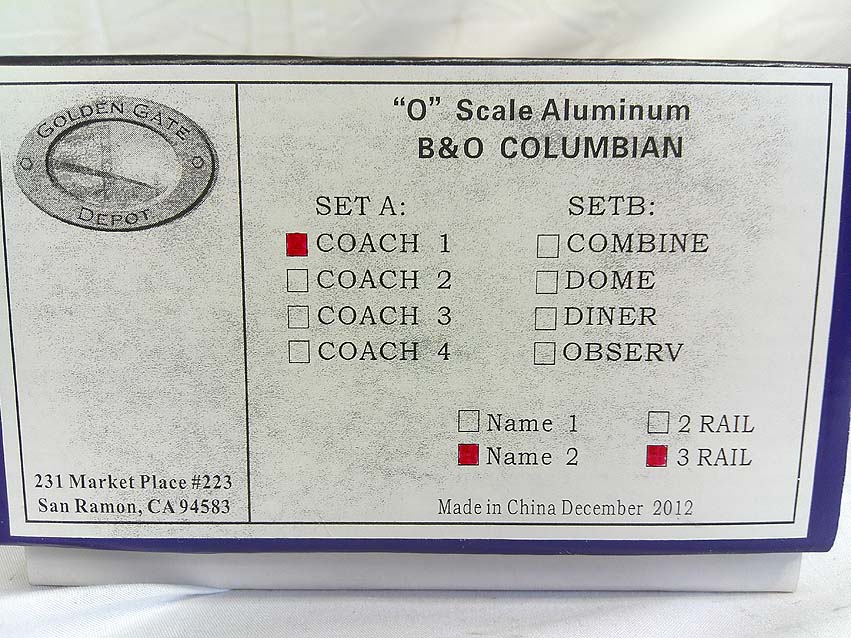 GOLDEN GATE
DEPOT
"O" Scale Aluminum
B&O COLUMBIAN
SET A:
COACH 1
COACH 2
COACH 3
COACH 4
SETB:
COMBINE
DOME
DINER
OBSERV
Name 1
Name 2
2 RAIL
3 RAIL
231 Market Place #223
San Ramon, CA 94583
Made in China December 2012